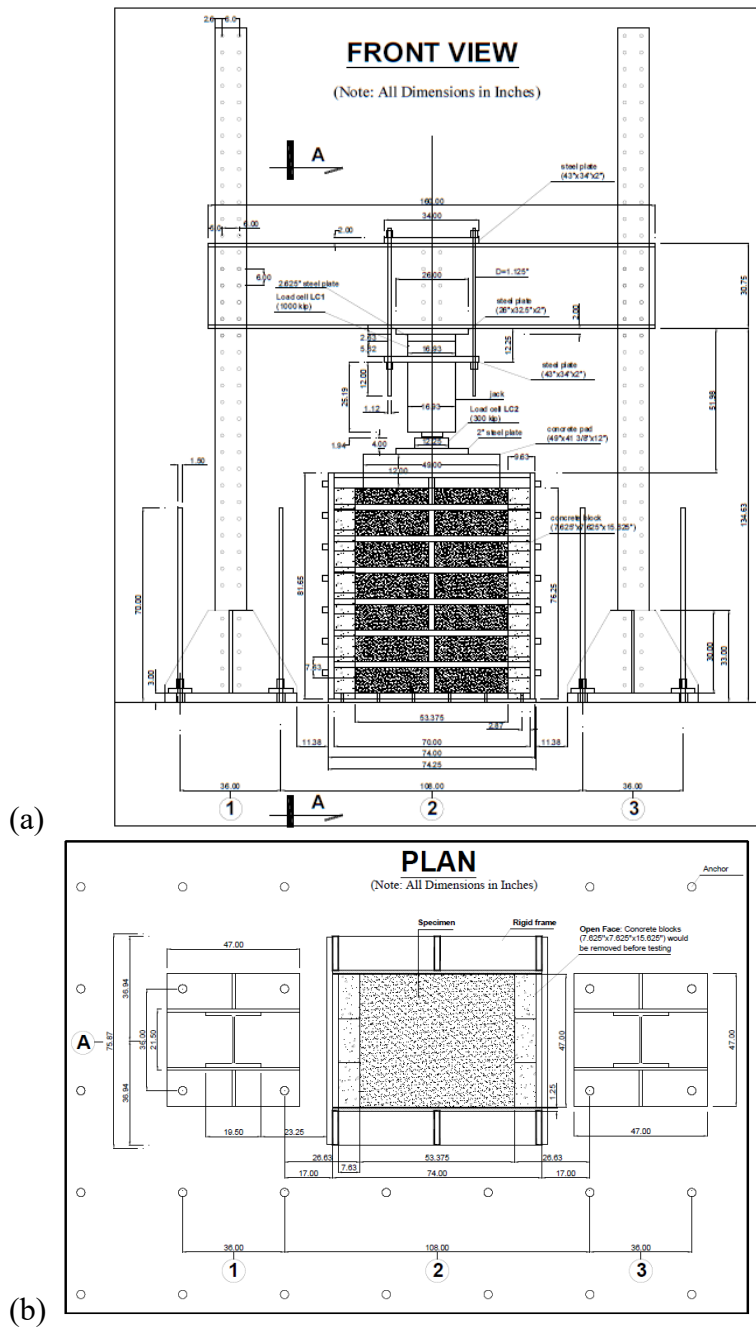 FRONT VIEW
(Note: All Dimensions in Inches)
2.0
6.0
A
steel plate
(43"x34"x2")
160.00
34.00
5.0
6.00
2.00
6.00
26.00
D=1.125"
2.625" steel plate
Load cell LC1
(1000 kip)
steel plate
(26"x32.5"x2")
2.00
30.75
2.63
16.93
12.25
steel plate
(43"x34"x2")
12.00
25.19
51.98
1.12
16.93
jack
Load cell LC2
(300 kip)
1.94
4.00
12.25
2" steel plate
concrete pad
(49"x41 3/8"x12")
1.50
49.00
12.00
9.63
134.63
concrete block
81.65
76.25
70.00
7.63
3.00
30.00
33.00
53.375
2.87
11.38
70.00
11.38
74.00
74.25
36.00
108.00
36.00
1
A
2
3
(a)
PLAN
(Note: All Dimensions in Inches)
Anchor
Specimen
Rigid frame
Open Face: Concrete blocks
(7.625"x7.625"x15.625") would
be removed before testing
47.00
36.94
A
75.87
36.00
21.50
47.00
47.00
36.94
1.25
19.50
23.25
47.00
26.63
7.63
53.375
26.63
17.00
74.00
17.00
36.00
108.00
36.00
1
2
3
(b)